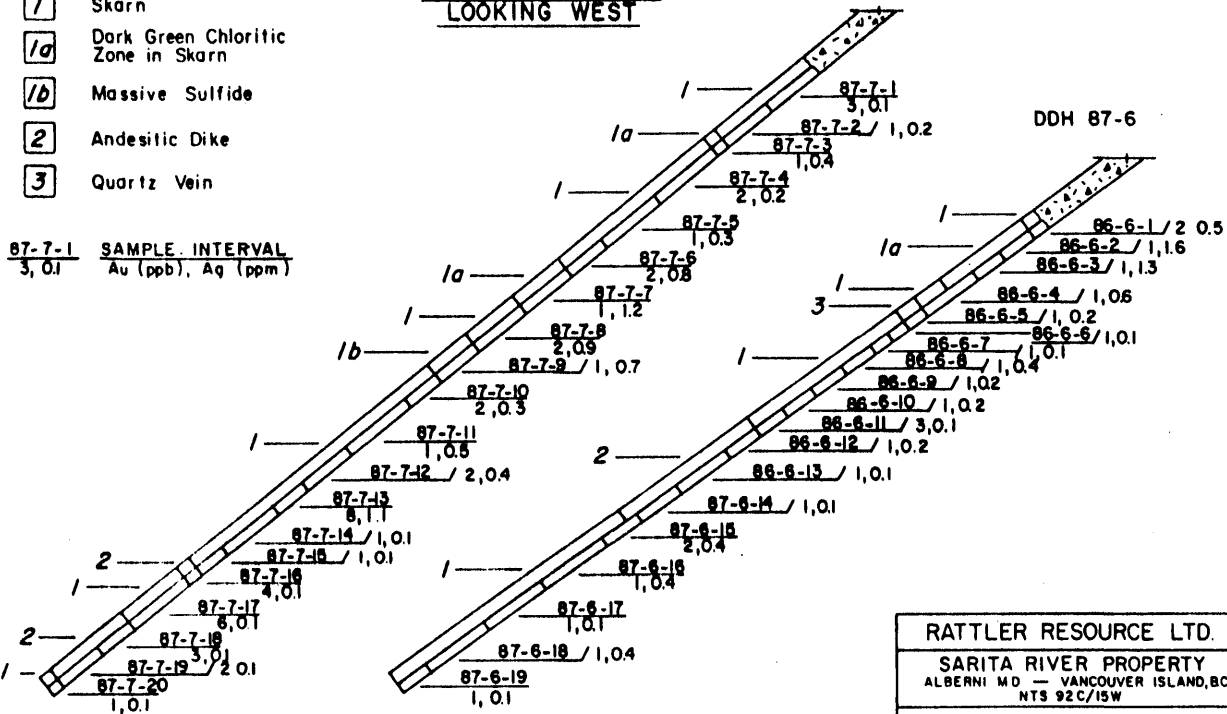 1 Skarn
1a Dark Green Chloritic
Zone in Skarn
1b Massive Sulfide
2 Andesitic Dike
3 Quartz Vein
87-7-1 SAMPLE INTERVAL
3, 0.1 Au (ppb), Ag (ppm)
LOOKING WEST
1
1a
1
1a
1
1b
1
2
1
2
1
87-7-1
3, 0.1
87-7-2 / 1, 0.2
87-7-3
1, 0.4
87-7-4
2, 0.2
87-7-5
1, 0.3
87-7-6
2, 0.8
87-7-7
1, 1.2
87-7-8
2, 0.9
87-7-9 / 1, 0.7
87-7-10
2, 0.3
87-7-11
1, 0.5
87-7-12 / 2, 0.4
87-7-13
8, 1.1
87-7-14 / 1, 0.1
87-7-15 / 1, 0.1
87-7-16
4, 0.1
87-7-17
6, 0.1
87-7-18
3, 0.1
87-7-19 / 2 0.1
87-7-20
1, 0.1
DDH 87-6
1
1a
1
3
1
2
1
86-6-1 / 2 0.5
86-6-2 / 1, 1.6
86-6-3 / 1, 1.3
86-6-4 / 1, 0.6
86-6-5 / 1, 0.2
86-6-6 / 1, 0.1
86-6-7 / 1, 0.1
86-6-8 / 1, 0.4
86-6-9 / 1, 0.2
86-6-10 / 1, 0.2
86-6-11 / 3, 0.1
86-6-12 / 1, 0.2
86-6-13 / 1, 0.1
87-6-14 / 1, 0.1
87-6-15
2, 0.4
87-6-16
1, 0.4
87-6-17
1, 0.1
87-6-18 / 1, 0.4
87-6-19
1, 0.1
RATTLER RESOURCE LTD.
SARITA RIVER PROPERTY
ALBERNI MD — VANCOUVER ISLAND, BC
NTS 92C/15W